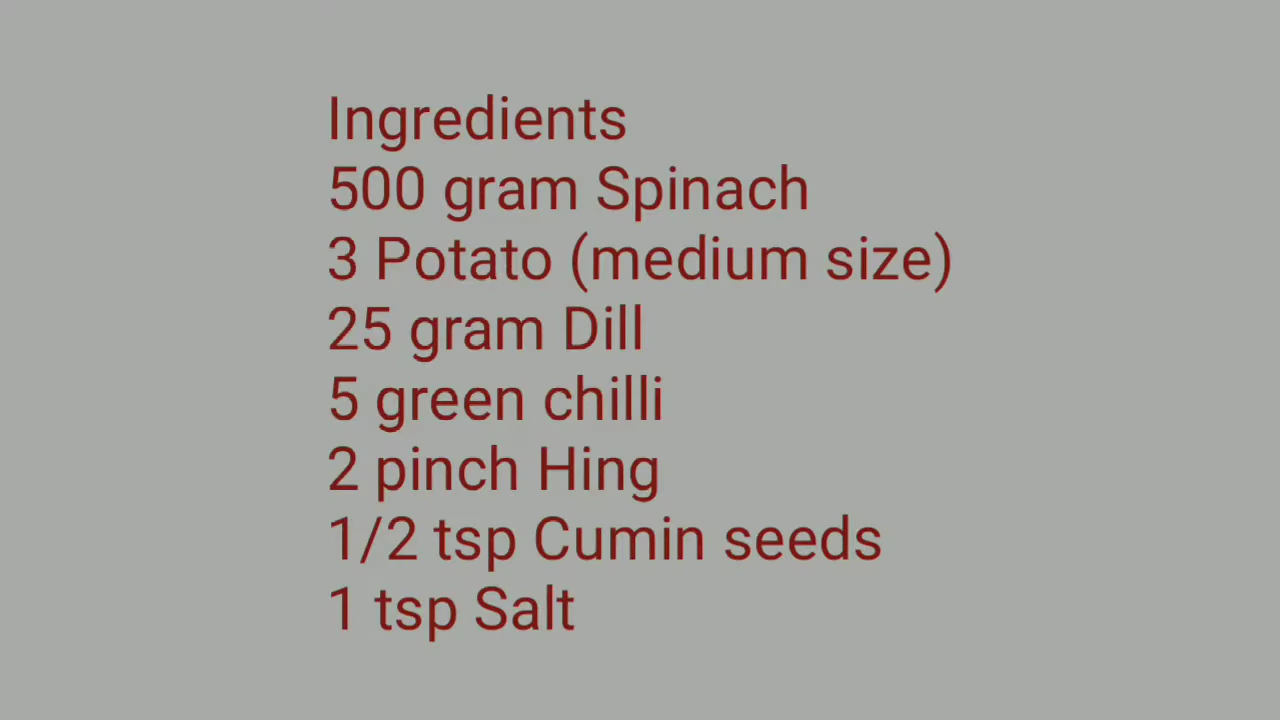 Ingredients
500 gram Spinach
3 Potato (medium size)
25 gram Dill
5 green chilli
2 pinch Hing
1/2 tsp Cumin seeds
1 tsp Salt